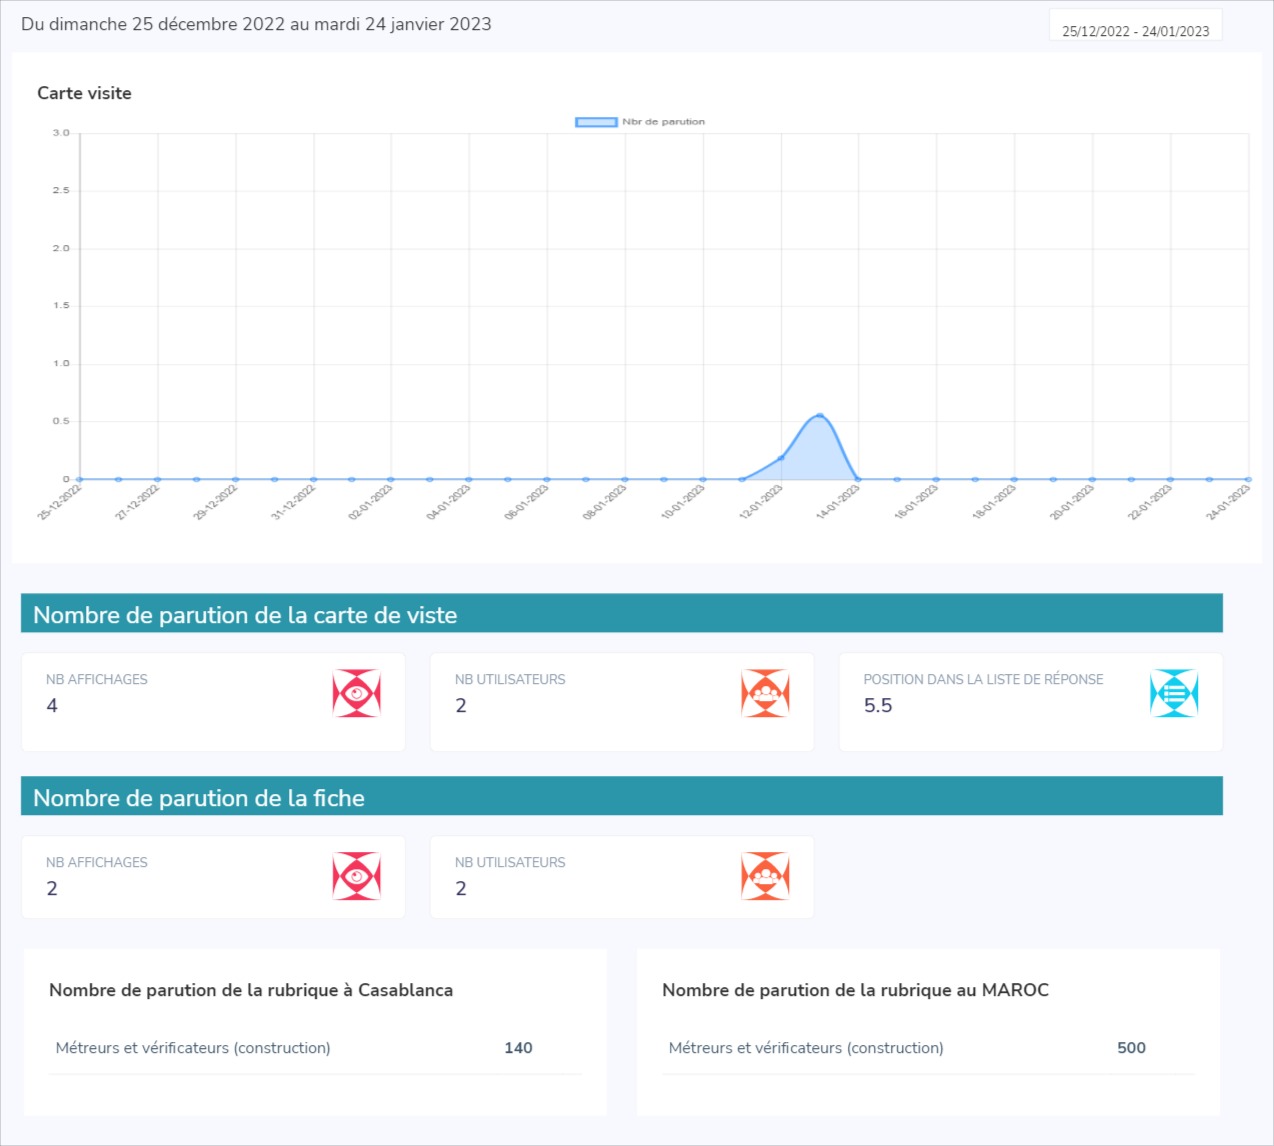 Du dimanche 25 décembre 2022 au mardi 24 janvier 2023
25/12/2022 - 24/01/2023
Carte visite
Nbr de parution
3.0
2.5
2.0
1.5
1.0
0.5
0
25-12-2022
27-12-2022
29-12-2022
31-12-2022
02-01-2023
04-01-2023
06-01-2023
08-01-2023
10-01-2023
12-01-2023
14-01-2023
16-01-2023
18-01-2023
20-01-2023
22-01-2023
24-01-2023
Nombre de parution de la carte de viste
NB AFFICHAGES
4
NB UTILISATEURS
2
POSITION DANS LA LISTE DE RÉPONSE
5.5
Nombre de parution de la fiche
NB AFFICHAGES
2
NB UTILISATEURS
2
Nombre de parution de la rubrique à Casablanca
Métreurs et vérificateurs (construction) 140
Nombre de parution de la rubrique au MAROC
Métreurs et vérificateurs (construction) 500